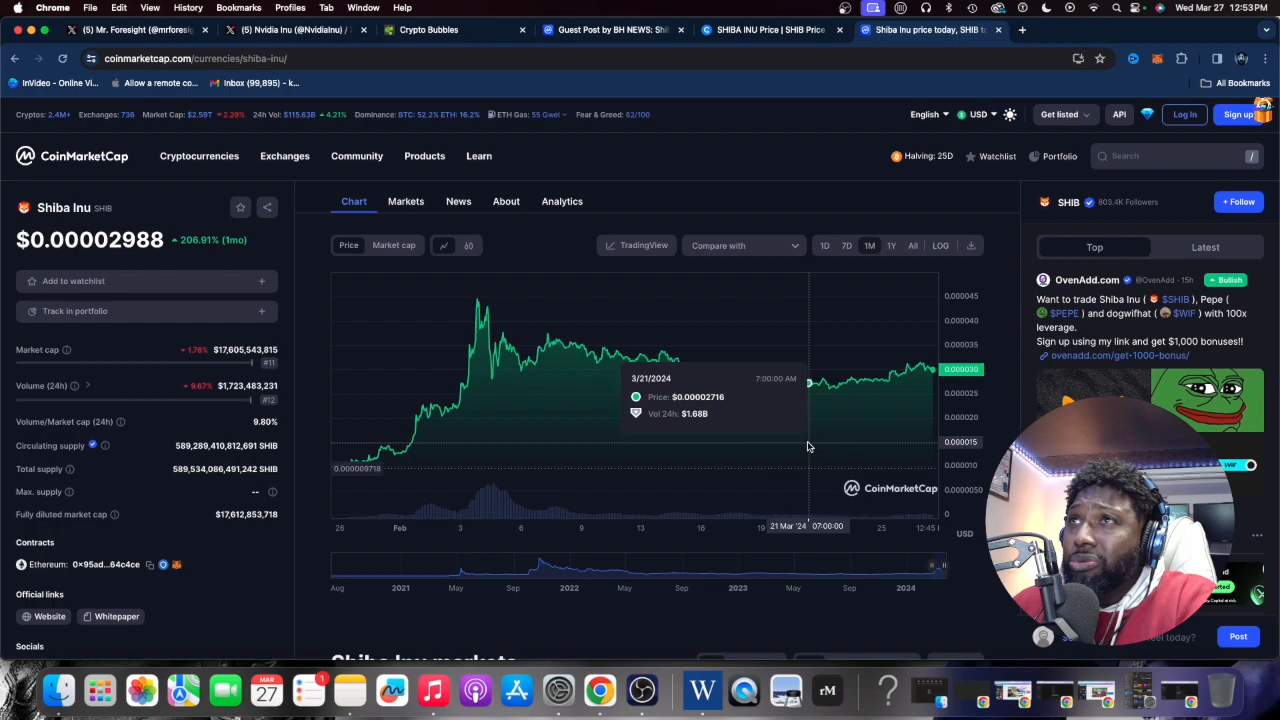 Chrome File Edit View History Bookmarks Profiles Tab Window Help Wed Mar 27 12:53 PM
(5) Mr. Foresight (@mrforesig (5) Nvidia Inu (@NvidiaInu) / Crypto Bubbles Guest Post by BH NEWS: Shi SHIBA INU Price | SHIB Price Shiba Inu price today, SHIB to
coinmarketcap.com/currencies/shiba-inu/
InVideo - Online Vi... Allow a remote co... Inbox (99,895) - k... All Bookmarks
Cryptos: 2.4M+ Exchanges: 736 Market Cap: $2.59T 2.29% 24h Vol: $115.63B 4.21% Dominance: BTC: 52.2% ETH: 16.2% ETH Gas: 55 Gwei Fear & Greed: 82/100
English USD Get listed API Log In Sign up
CoinMarketCap Cryptocurrencies Exchanges Community Products Learn Halving: 25D Watchlist Portfolio Search /
Shiba Inu SHIB
$0.00002988 206.91% (1mo)
Add to watchlist +
Track in portfolio +
Market cap 1.76% $17,605,543,815
#11
Volume (24h) 9.67% $1,723,483,231
#12
Volume/Market cap (24h) 9.80%
Circulating supply 589,289,410,812,691 SHIB
Total supply 589,534,086,491,242 SHIB
Max. supply --
Fully diluted market cap $17,612,853,718
Contracts
Ethereum: 0x95ad...64c4ce
Official links
Website Whitepaper
Socials
Chart Markets News About Analytics
Price Market cap TradingView Compare with 1D 7D 1M 1Y All LOG
0.000045
0.000040
0.000035
0.000030
0.000025
0.000020
0.000015
0.000010
0.0000050
0
USD
3/21/2024 7:00:00 AM
Price: $0.00002716
Vol 24h: $1.68B
0.000009718
CoinMarketCap
26 Feb 3 6 9 13 16 19 21 Mar '24 07:00:00 25 12:45
Aug 2021 May Sep 2022 May Sep 2023 May Sep 2024
Shiba Inu markets
SHIB 803.4K Followers + Follow
Top Latest
OvenAdd.com @OvenAdd · 15h Bullish
Want to trade Shiba Inu ( $SHIB), Pepe (
$PEPE) and dogwifhat ( $WIF) with 100x
leverage.
Sign up using my link and get $1,000 bonuses!!
ovenadd.com/get-1000-bonus/
feel today?
Post
MAR
27
1
W
rM